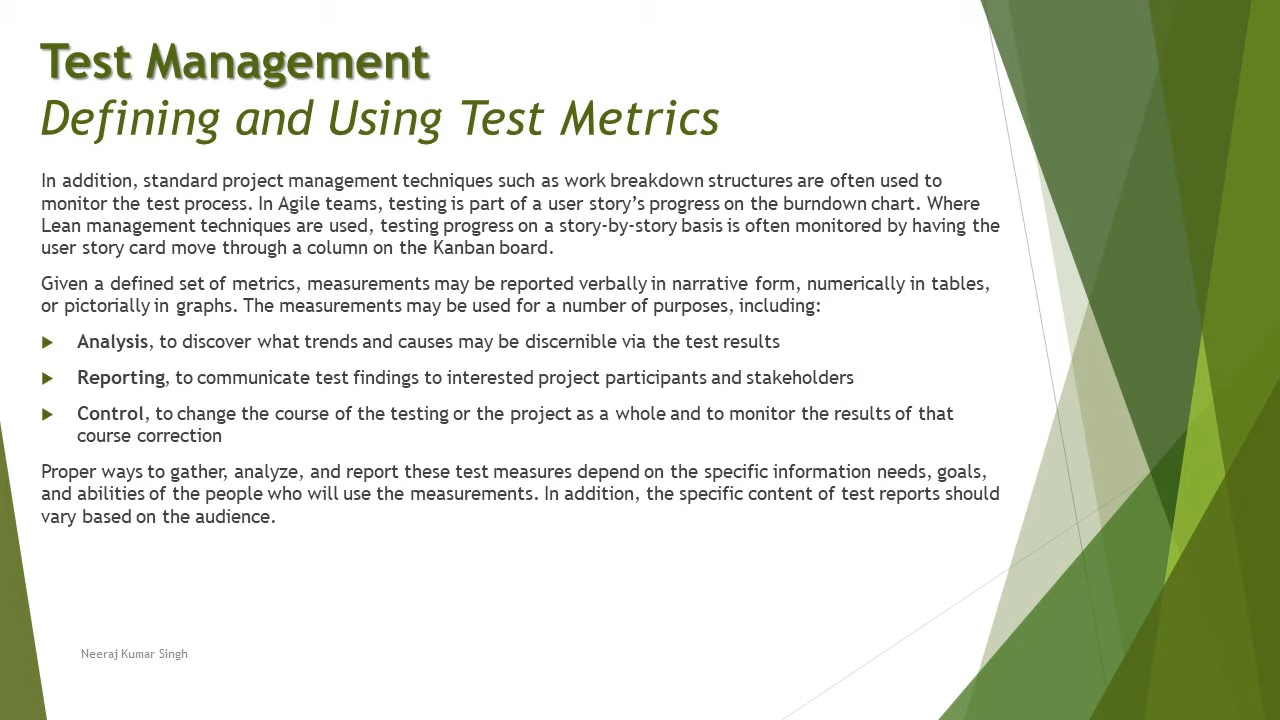 Test Management
Defining and Using Test Metrics
In addition, standard project management techniques such as work breakdown structures are often used to
monitor the test process. In Agile teams, testing is part of a user story’s progress on the burndown chart. Where
Lean management techniques are used, testing progress on a story-by-story basis is often monitored by having the
user story card move through a column on the Kanban board.
Given a defined set of metrics, measurements may be reported verbally in narrative form, numerically in tables,
or pictorially in graphs. The measurements may be used for a number of purposes, including:
Analysis, to discover what trends and causes may be discernible via the test results
Reporting, to communicate test findings to interested project participants and stakeholders
Control, to change the course of the testing or the project as a whole and to monitor the results of that
course correction
Proper ways to gather, analyze, and report these test measures depend on the specific information needs, goals,
and abilities of the people who will use the measurements. In addition, the specific content of test reports should
vary based on the audience.
Neeraj Kumar Singh